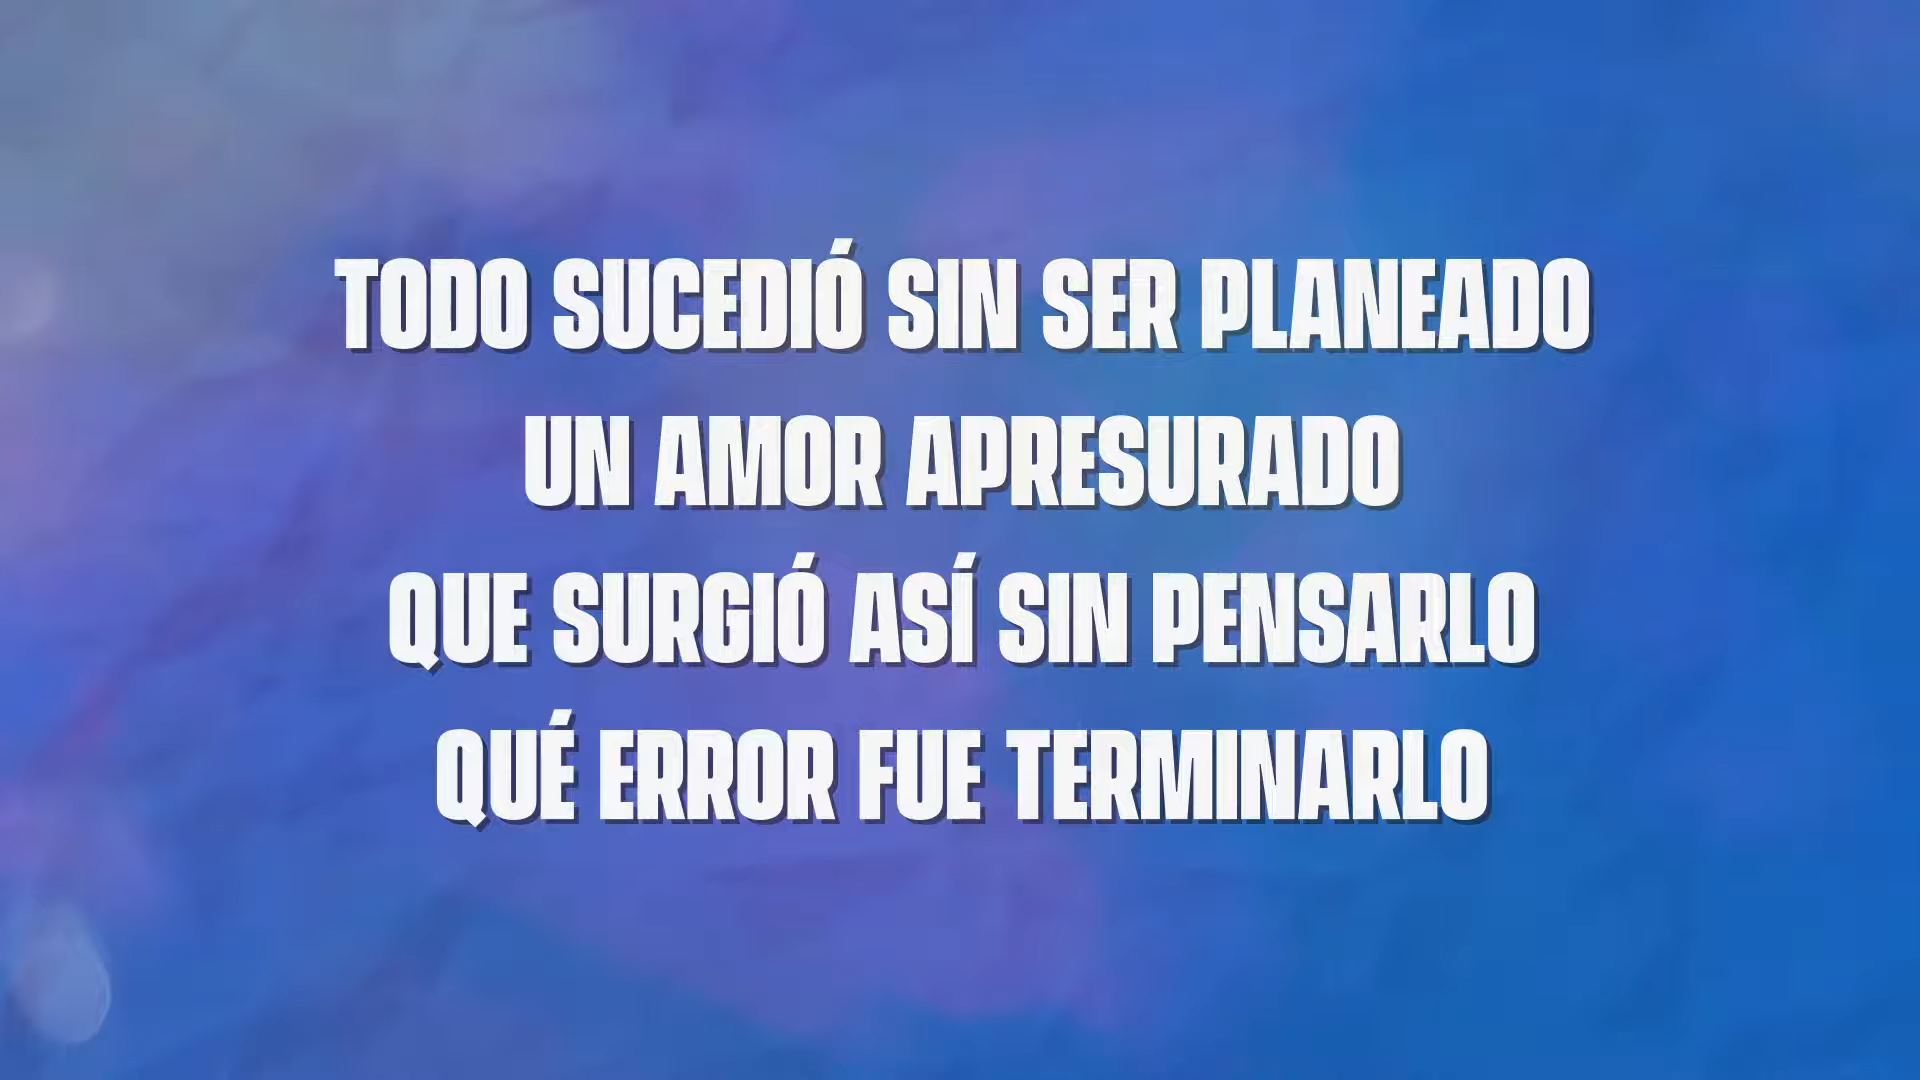 TODO SUCEDIÓ SIN SER PLANEADO
UN AMOR APRESURADO
QUE SURGIÓ ASÍ SIN PENSARLO
QUÉ ERROR FUE TERMINARLO